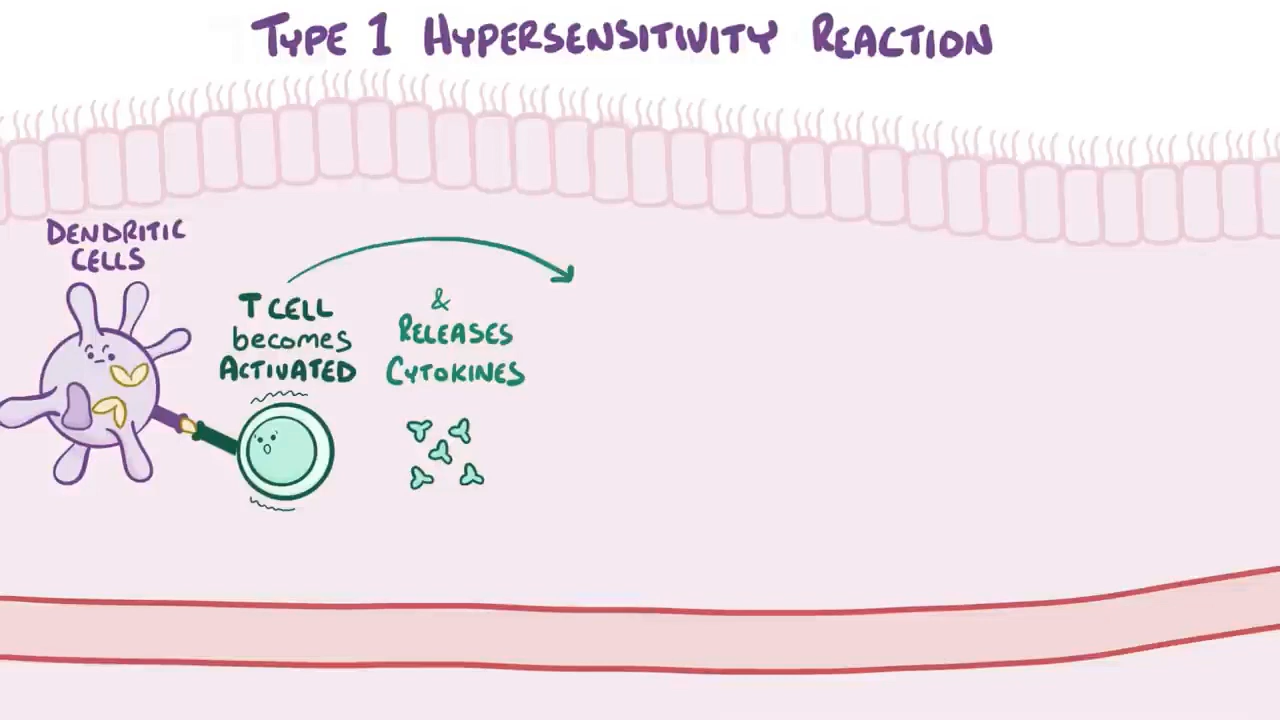 TYPE 1 HYPERSENSITIVITY REACTION
DENDRITIC
CELLS
T CELL
becomes
ACTIVATED
&
RELEASES
CYTOKINES